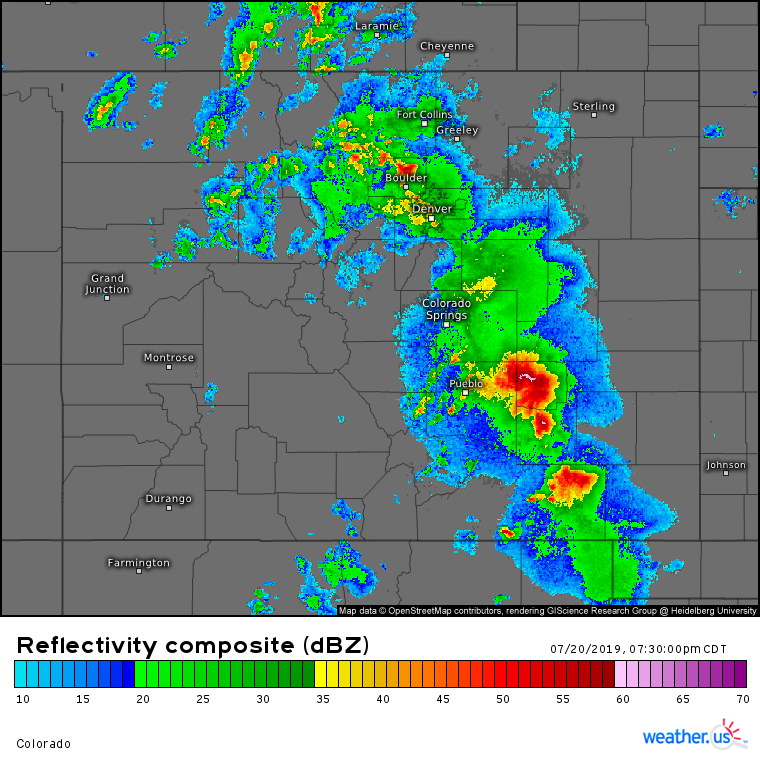 Laramie
Cheyenne
Sterling
Fort Collins
Greeley
Boulder
Denver
Grand
Junction
Colorado
Springs
Montrose
Pueblo
Johnson
Durango
Farmington
Map data © OpenStreetMap contributors, rendering GIScience Research Group @ Heidelberg University
Reflectivity composite (dBZ)
07/20/2019, 07:30:00pm CDT
10 15 20 25 30 35 40 45 50 55 60 65 70
Colorado
weather.us